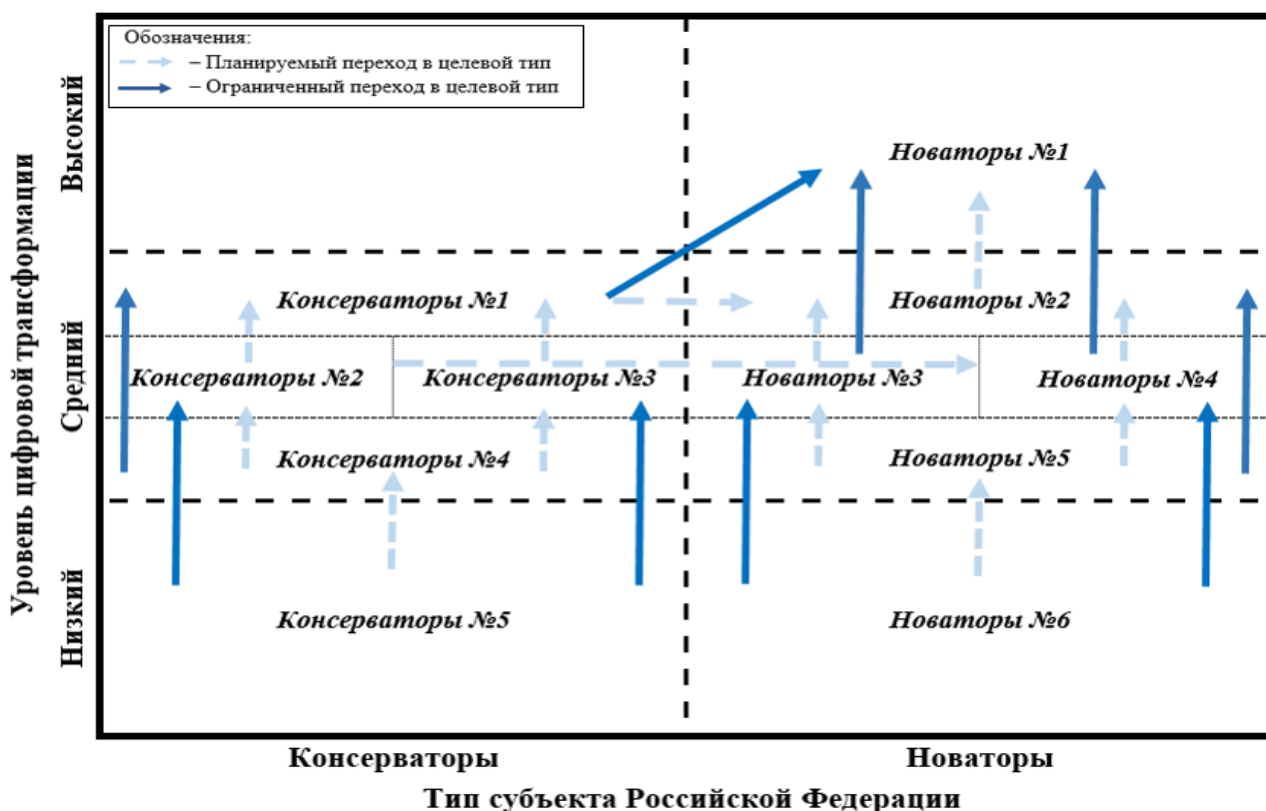 Обозначения:
– Планируемый переход в целевой тип
– Ограниченный переход в целевой тип
Уровень цифровой трансформации
Высокий
Средний
Низкий
Новаторы №1
Консерваторы №1
Новаторы №2
Консерваторы №2
Консерваторы №3
Новаторы №3
Новаторы №4
Консерваторы №4
Новаторы №5
Консерваторы №5
Новаторы №6
Консерваторы
Новаторы
Тип субъекта Российской Федерации